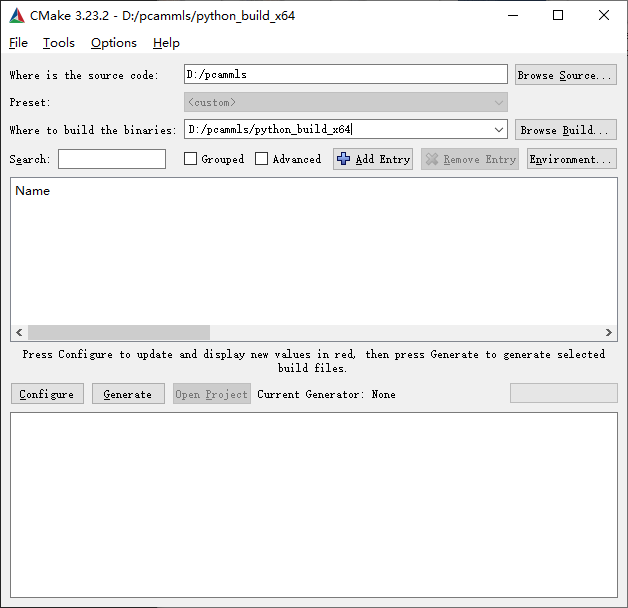 CMake 3.23.2 - D:/pcammls/python_build_x64
File Tools Options Help
Where is the source code: D:/pcammls Browse Source...
Preset: <custom>
Where to build the binaries: D:/pcammls/python_build_x64 Browse Build...
Search: Grouped Advanced Add Entry Remove Entry Environment...
Name
Press Configure to update and display new values in red, then press Generate to generate selected
build files.
Configure Generate Open Project Current Generator: None